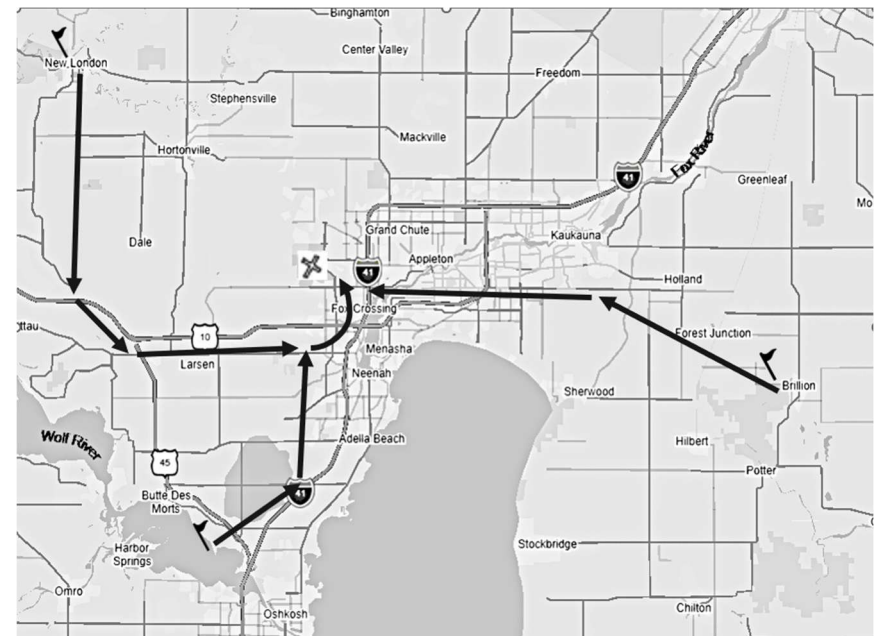 Binghamton
Center Valley
New London
Freedom
Stephensville
Mackville
Hortonville
Fox River
41
Greenleaf
Mo
Grand Chute
Kaukauna
Dale
Appleton
41
Holland
Fox Crossing
ttau
10
Forest Junction
Menasha
Larsen
Neenah
Brillion
Sherwood
Wolf River
Adella Beach
Hilbert
45
Potter
Butte Des
Morts
41
Harbor
Springs
Stockbridge
Omro
Oshkosh
Chilton